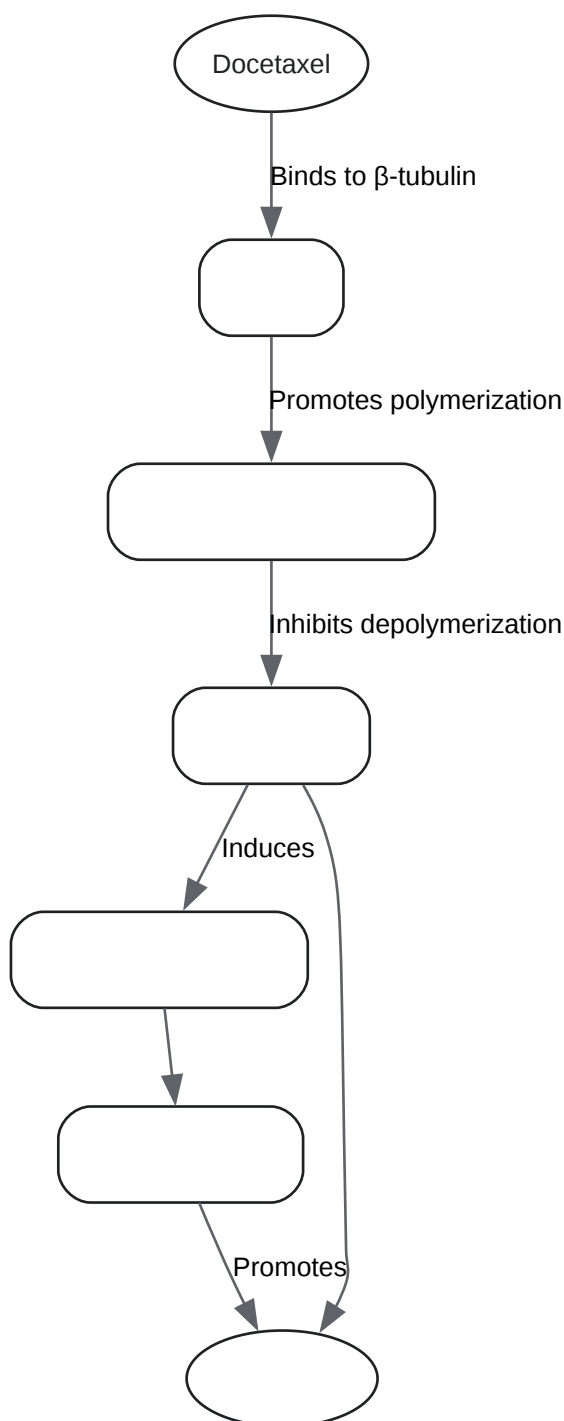 Docetaxel
Binds to β-tubulin
Promotes polymerization
Inhibits depolymerization
Induces
Promotes